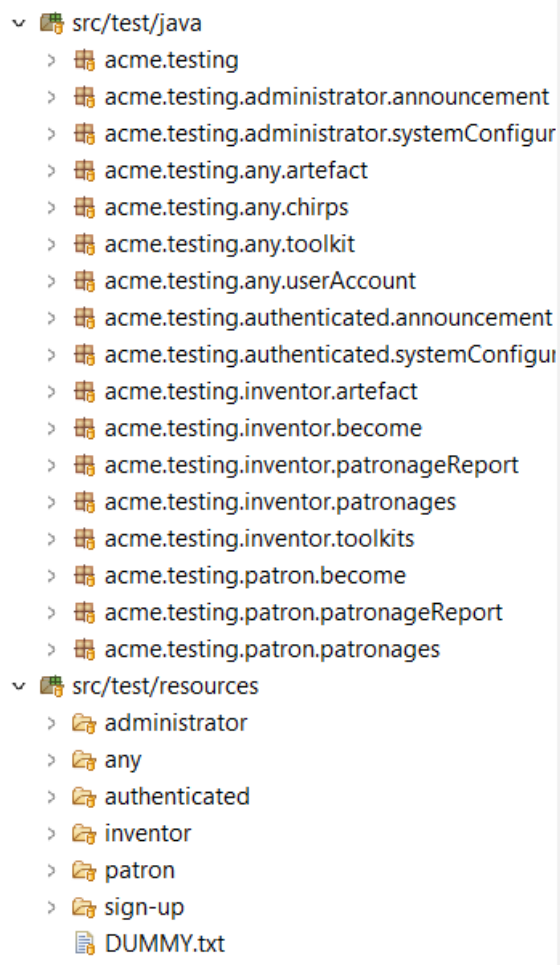 src/test/java
acme.testing
acme.testing.administrator.announcement
acme.testing.administrator.systemConfigur
acme.testing.any.artefact
acme.testing.any.chirps
acme.testing.any.toolkit
acme.testing.any.userAccount
acme.testing.authenticated.announcement
acme.testing.authenticated.systemConfigur
acme.testing.inventor.artefact
acme.testing.inventor.become
acme.testing.inventor.patronageReport
acme.testing.inventor.patronages
acme.testing.inventor.toolkits
acme.testing.patron.become
acme.testing.patron.patronageReport
acme.testing.patron.patronages
src/test/resources
administrator
any
authenticated
inventor
patron
sign-up
DUMMY.txt